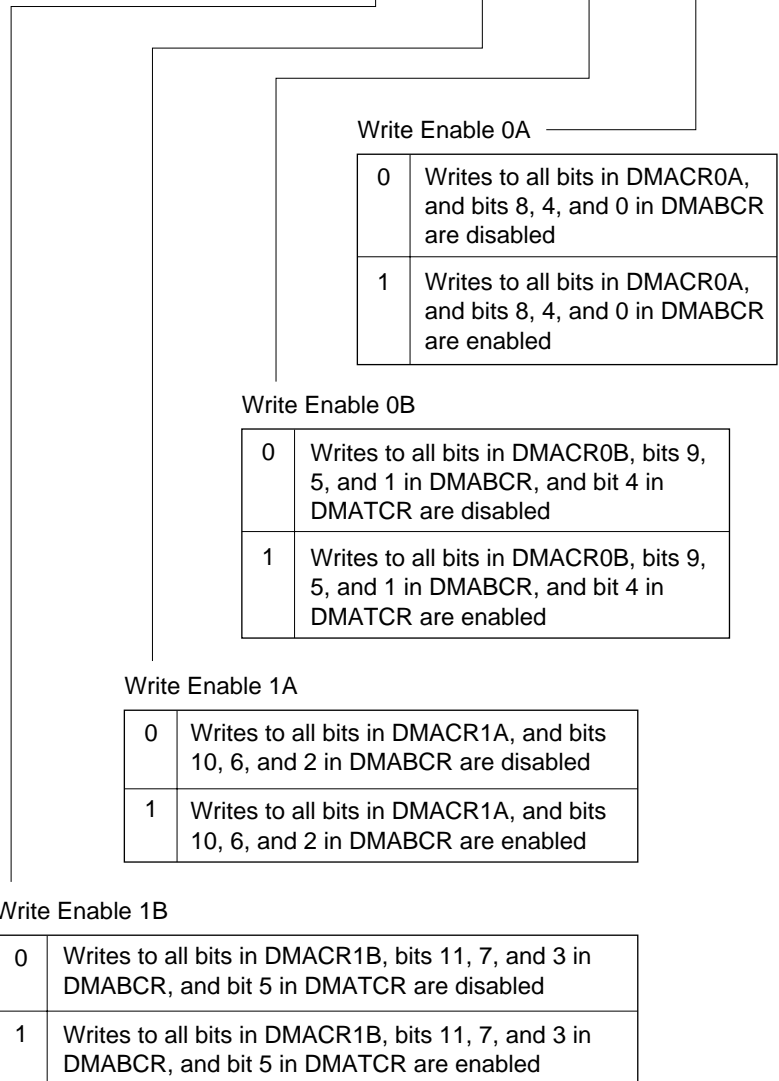 Write Enable 0A
0 Writes to all bits in DMACR0A,
and bits 8, 4, and 0 in DMABCR
are disabled
1 Writes to all bits in DMACR0A,
and bits 8, 4, and 0 in DMABCR
are enabled
Write Enable 0B
0 Writes to all bits in DMACR0B, bits 9,
5, and 1 in DMABCR, and bit 4 in
DMATCR are disabled
1 Writes to all bits in DMACR0B, bits 9,
5, and 1 in DMABCR, and bit 4 in
DMATCR are enabled
Write Enable 1A
0 Writes to all bits in DMACR1A, and bits
10, 6, and 2 in DMABCR are disabled
1 Writes to all bits in DMACR1A, and bits
10, 6, and 2 in DMABCR are enabled
Write Enable 1B
0 Writes to all bits in DMACR1B, bits 11, 7, and 3 in
DMABCR, and bit 5 in DMATCR are disabled
1 Writes to all bits in DMACR1B, bits 11, 7, and 3 in
DMABCR, and bit 5 in DMATCR are enabled